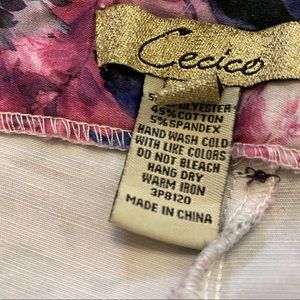 Cecico
45% COTTON
5% SPANDEX
HAND WASH COLD
WITH LIKE COLORS
DO NOT BLEACH
HANG DRY
WARM IRON
3P8120
MADE IN CHINA